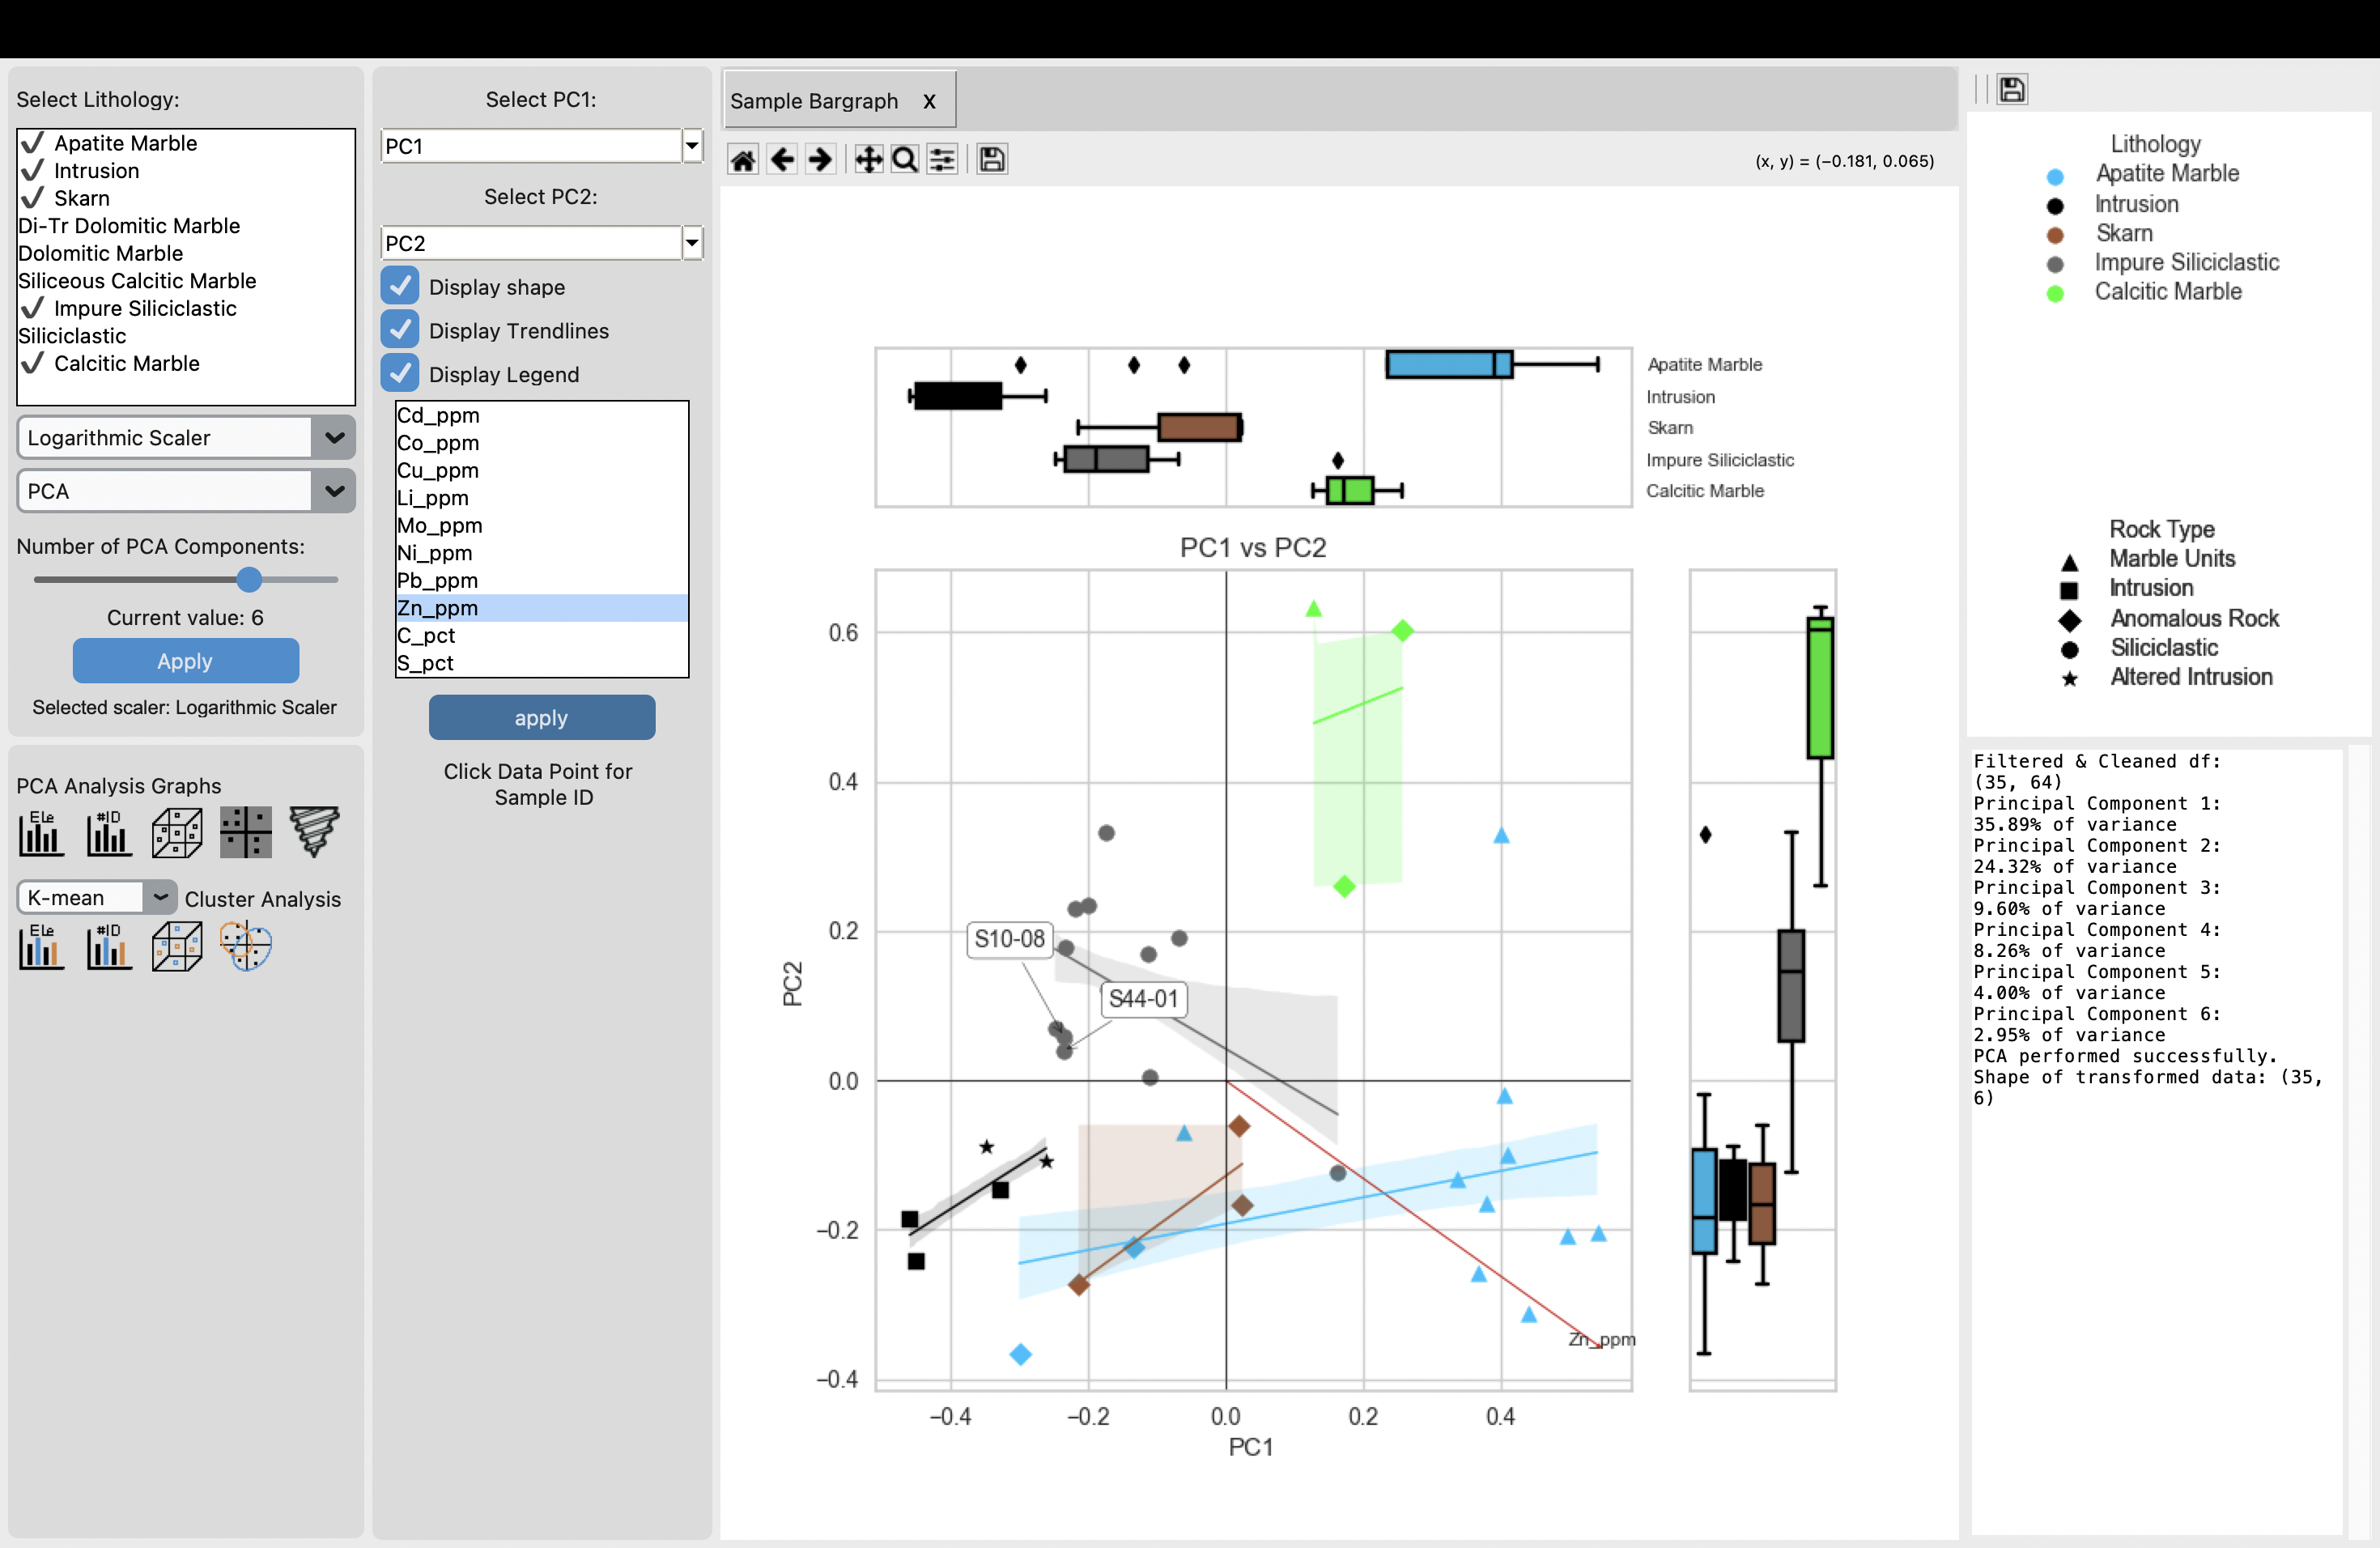 Select Lithology:
Apatite Marble
Intrusion
Skarn
Di-Tr Dolomitic Marble
Dolomitic Marble
Siliceous Calcitic Marble
Impure Siliciclastic
Siliciclastic
Calcitic Marble
Logarithmic Scaler
PCA
Number of PCA Components:
Current value: 6
Apply
Selected scaler: Logarithmic Scaler
PCA Analysis Graphs
ELe
#ID
K-mean
Cluster Analysis
ELe
#ID
Select PC1:
PC1
Select PC2:
PC2
Display shape
Display Trendlines
Display Legend
Cd_ppm
Co_ppm
Cu_ppm
Li_ppm
Mo_ppm
Ni_ppm
Pb_ppm
Zn_ppm
C_pct
S_pct
apply
Click Data Point for
Sample ID
Sample Bargraph X
(x, y) = (−0.181, 0.065)
Apatite Marble
Intrusion
Skarn
Impure Siliciclastic
Calcitic Marble
PC1 vs PC2
0.6
0.4
0.2
0.0
−0.2
−0.4
PC2
S10-08
S44-01
Zn_ppm
−0.4 −0.2 0.0 0.2 0.4
PC1
Lithology
Apatite Marble
Intrusion
Skarn
Impure Siliciclastic
Calcitic Marble
Rock Type
Marble Units
Intrusion
Anomalous Rock
Siliciclastic
Altered Intrusion
Filtered & Cleaned df:
(35, 64)
Principal Component 1:
35.89% of variance
Principal Component 2:
24.32% of variance
Principal Component 3:
9.60% of variance
Principal Component 4:
8.26% of variance
Principal Component 5:
4.00% of variance
Principal Component 6:
2.95% of variance
PCA performed successfully.
Shape of transformed data: (35,
6)